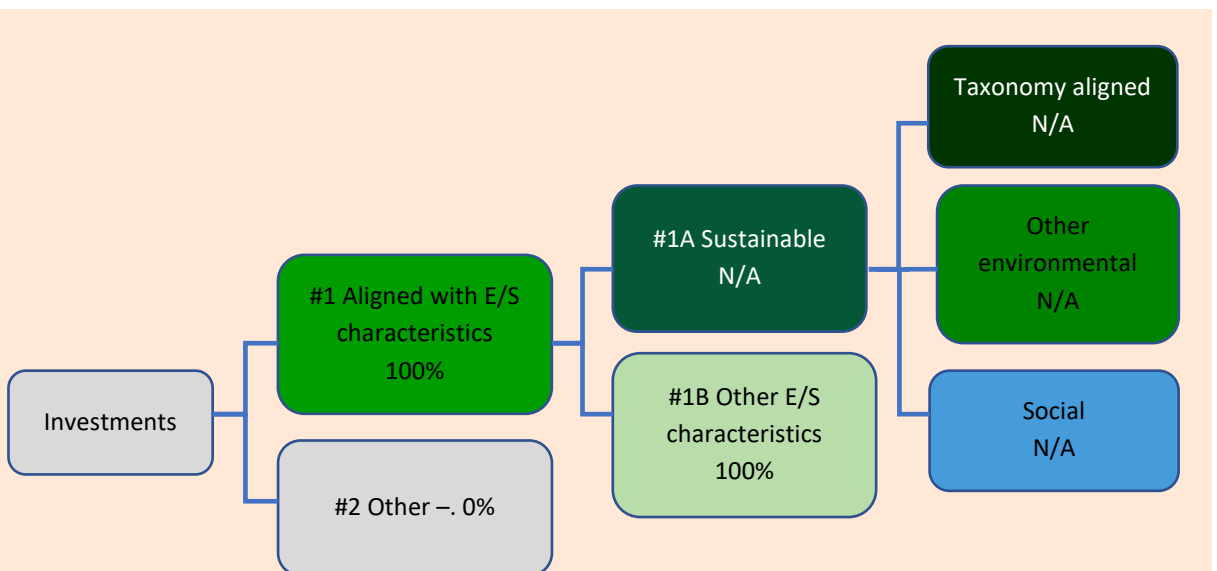 Investments
#1 Aligned with E/S
characteristics
100%
#2 Other –. 0%
#1A Sustainable
N/A
#1B Other E/S
characteristics
100%
Taxonomy aligned
N/A
Other
environmental
N/A
Social
N/A